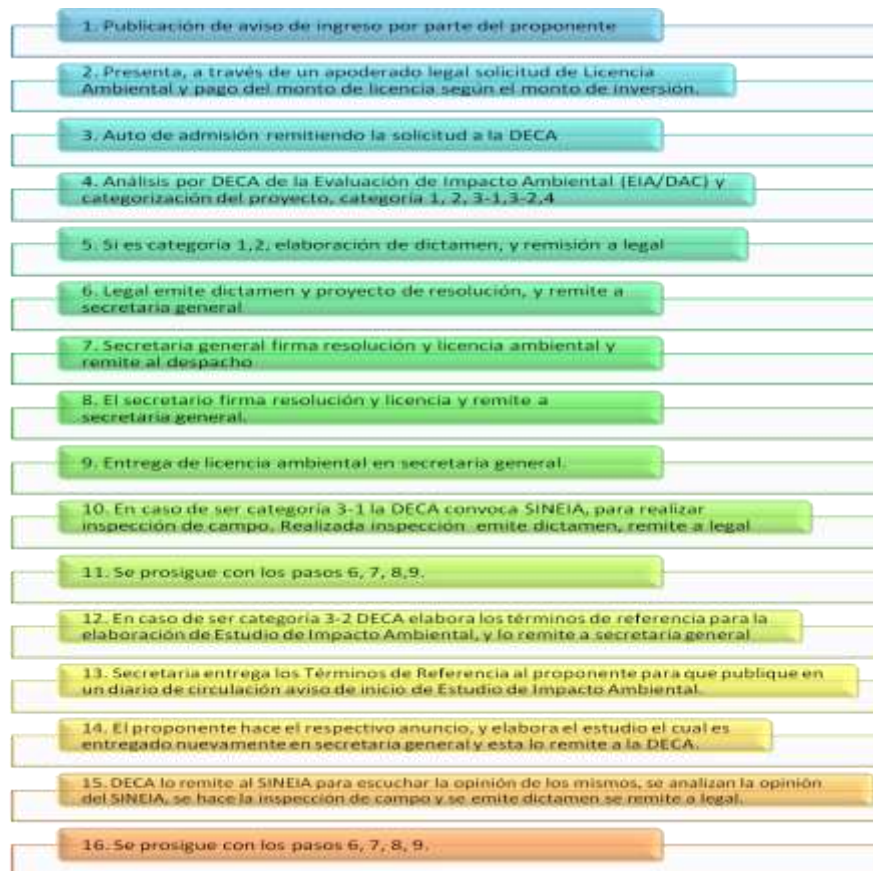 1. Publicación de aviso de ingreso por parte del proponente
2. Presenta, a través de un apoderado legal solicitud de Licencia
Ambiental y pago del monto de licencia según el monto de inversión.
3. Auto de admisión remitiendo la solicitud a la DECA
4. Análisis por DECA de la Evaluación de Impacto Ambiental (EIA/DAC) y
categorización del proyecto, categoría 1, 2, 3-1,3-2,4
5. Si es categoría 1,2, elaboración de dictamen, y remisión a legal
6. Legal emite dictamen y proyecto de resolución, y remite a
secretaria general
7. Secretaria general firma resolución y licencia ambiental y
remite al despacho
8. El secretario firma resolución y licencia y remite a
secretaria general.
9. Entrega de licencia ambiental en secretaria general.
10. En caso de ser categoría 3-1 la DECA convoca SINEIA, para realizar
inspección de campo. Realizada inspección emite dictamen, remite a legal
11. Se prosigue con los pasos 6, 7, 8,9.
12. En caso de ser categoría 3-2 DECA elabora los términos de referencia para la
elaboración de Estudio de Impacto Ambiental, y lo remite a secretaria general
13. Secretaria entrega los Términos de Referencia al proponente para que publique en
un diario de circulación aviso de inicio de Estudio de Impacto Ambiental.
14. El proponente hace el respectivo anuncio, y elabora el estudio el cual es
entregado nuevamente en secretaria general y esta lo remite a la DECA.
15. DECA lo remite al SINEIA para escuchar la opinión de los mismos, se analizan la opinión
del SINEIA, se hace la inspección de campo y se emite dictamen se remite a legal.
16. Se prosigue con los pasos 6, 7, 8, 9.